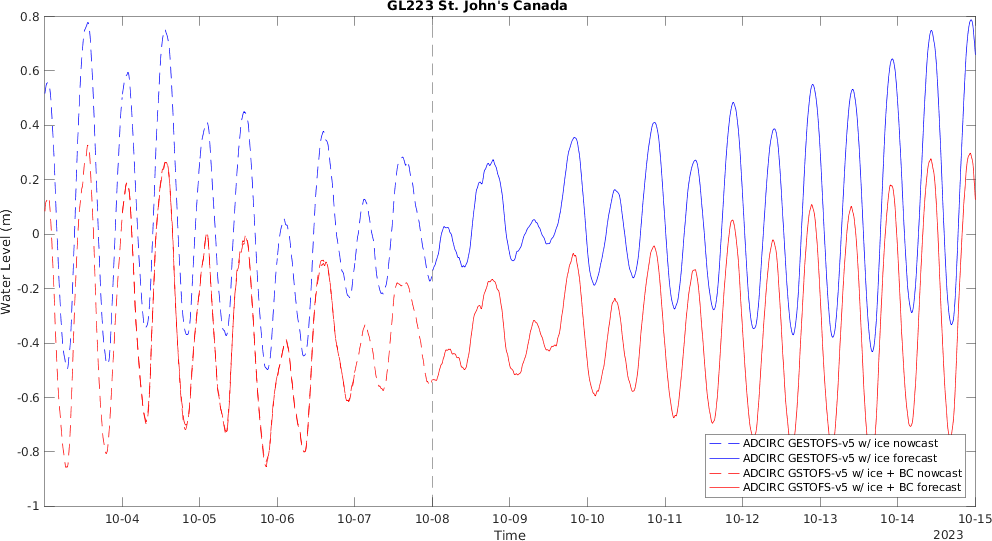 GL223 St. John's Canada
0.8
0.6
0.4
0.2
0
-0.2
-0.4
-0.6
-0.8
-1
Water Level (m)
ADCIRC GESTOFS-v5 w/ ice nowcast
ADCIRC GESTOFS-v5 w/ ice forecast
ADCIRC GSTOFS-v5 w/ ice + BC nowcast
ADCIRC GSTOFS-v5 w/ ice + BC forecast
10-04 10-05 10-06 10-07 10-08 10-09 10-10 10-11 10-12 10-13 10-14 10-15
Time
2023